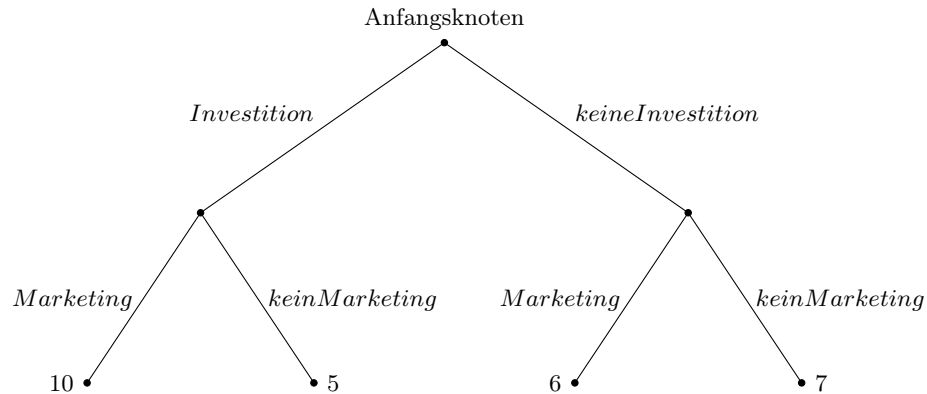 Anfangsknoten
Investition
keineInvestition
Marketing
keinMarketing
Marketing
keinMarketing
10
5
6
7